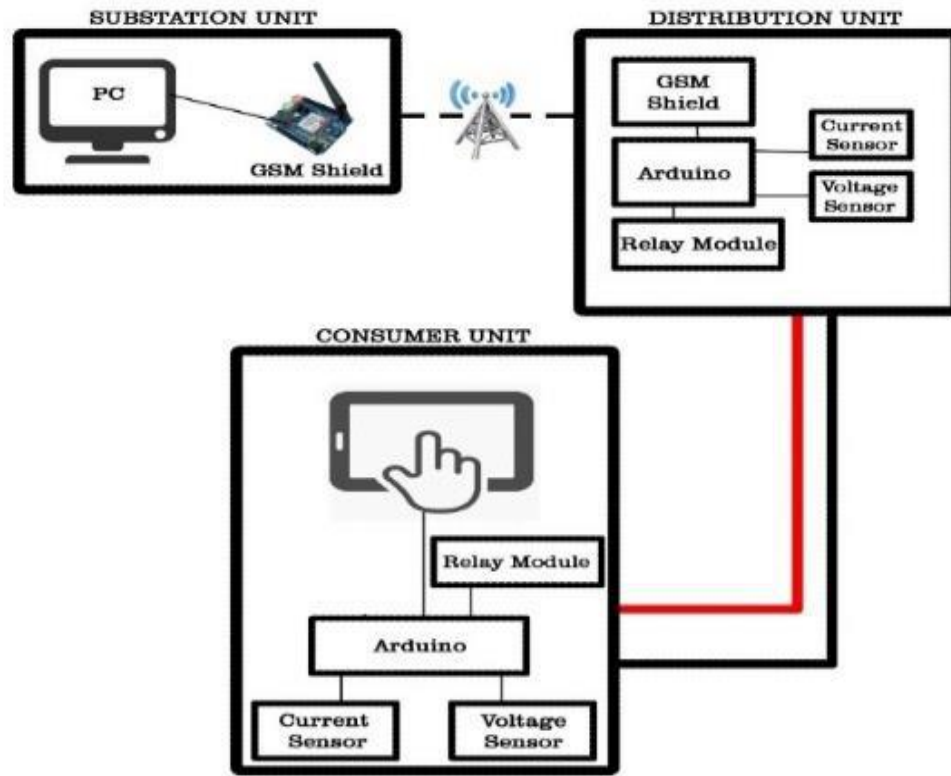 SUBSTATION UNIT
PC
GSM Shield
DISTRIBUTION UNIT
GSM
Shield
Current
Sensor
Arduino
Voltage
Sensor
Relay Module
CONSUMER UNIT
Relay Module
Arduino
Current
Sensor
Voltage
Sensor